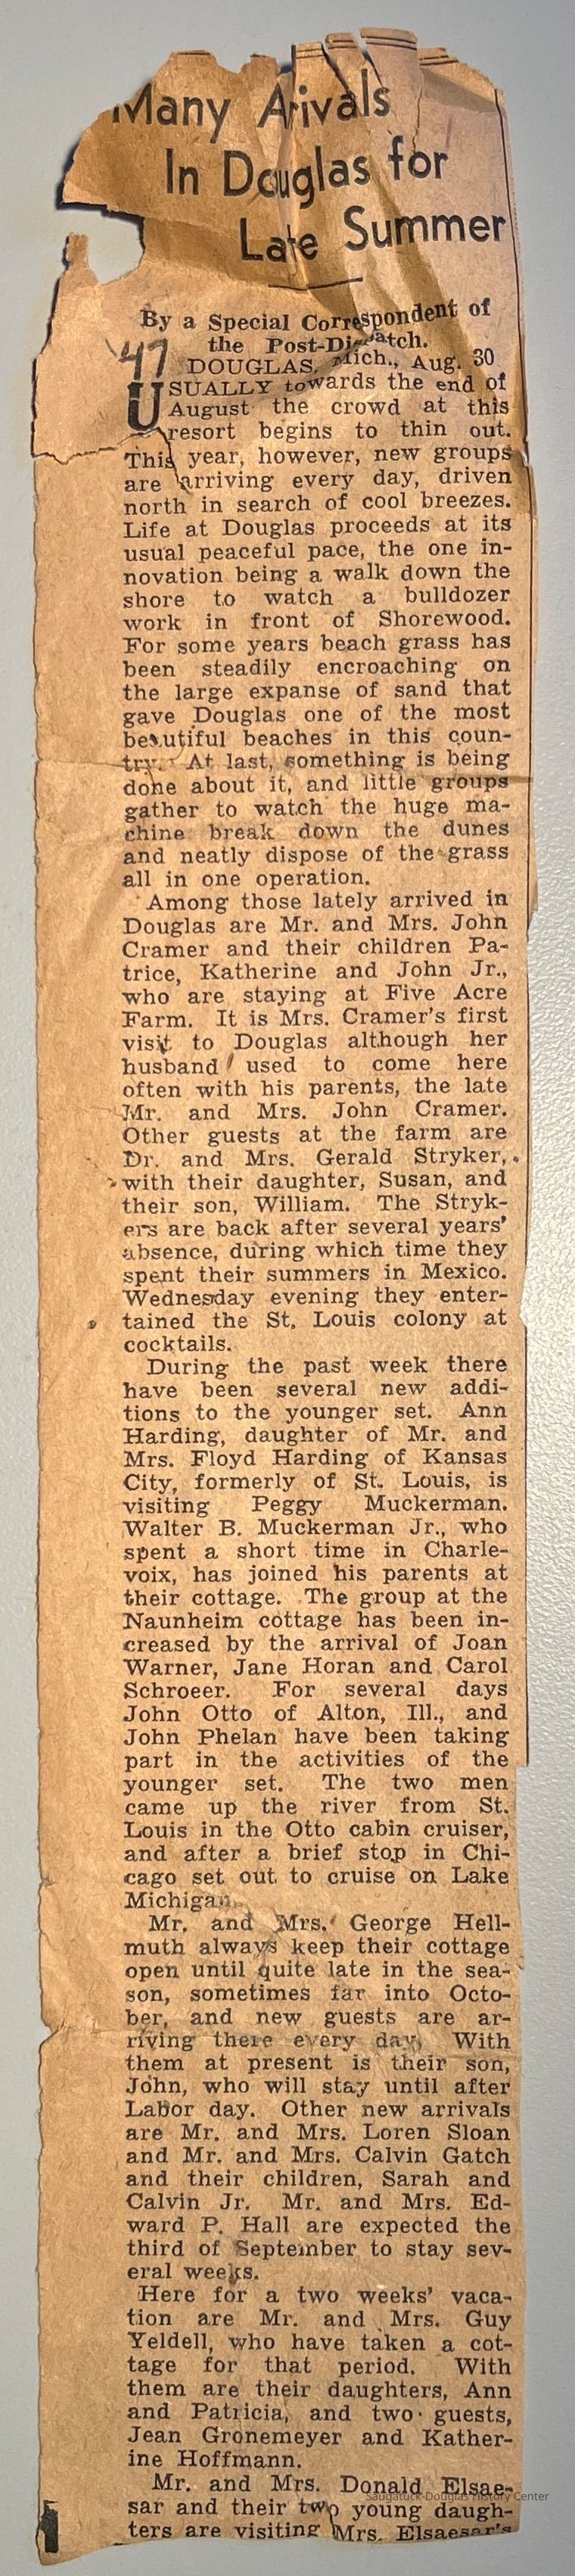 Many Arrivals
In Douglas for
Late Summer
By a Special Correspondent of
the Post-Dispatch.
'47
DOUGLAS, Mich., Aug. 30
USUALLY towards the end of
August the crowd at this
resort begins to thin out.
This year, however, new groups
are arriving every day, driven
north in search of cool breezes.
Life at Douglas proceeds at its
usual peaceful pace, the one in-
novation being a walk down the
shore to watch a bulldozer
work in front of Shorewood.
For some years beach grass has
been steadily encroaching on
the large expanse of sand that
gave Douglas one of the most
beautiful beaches in this coun-
try. At last, something is being
done about it, and little groups
gather to watch the huge ma-
chine break down the dunes
and neatly dispose of the grass
all in one operation.
Among those lately arrived in
Douglas are Mr. and Mrs. John
Cramer and their children Pa-
trice, Katherine and John Jr.,
who are staying at Five Acre
Farm. It is Mrs. Cramer's first
visit to Douglas although her
husband used to come here
often with his parents, the late
Mr. and Mrs. John Cramer.
Other guests at the farm are
Dr. and Mrs. Gerald Stryker,
with their daughter, Susan, and
their son, William. The Stryk-
ers are back after several years'
absence, during which time they
spent their summers in Mexico.
Wednesday evening they enter-
tained the St. Louis colony at
cocktails.
During the past week there
have been several new addi-
tions to the younger set. Ann
Harding, daughter of Mr. and
Mrs. Floyd Harding of Kansas
City, formerly of St. Louis, is
visiting Peggy Muckerman.
Walter B. Muckerman Jr., who
spent a short time in Charle-
voix, has joined his parents at
their cottage. The group at the
Naunheim cottage has been in-
creased by the arrival of Joan
Warner, Jane Horan and Carol
Schroeer. For several days
John Otto of Alton, Ill., and
John Phelan have been taking
part in the activities of the
younger set. The two men
came up the river from St.
Louis in the Otto cabin cruiser,
and after a brief stop in Chi-
cago set out to cruise on Lake
Michigan.
Mr. and Mrs. George Hell-
muth always keep their cottage
open until quite late in the sea-
son, sometimes far into Octo-
ber, and new guests are ar-
riving there every day. With
them at present is their son,
John, who will stay until after
Labor day. Other new arrivals
are Mr. and Mrs. Loren Sloan
and Mr. and Mrs. Calvin Gatch
and their children, Sarah and
Calvin Jr. Mr. and Mrs. Ed-
ward P. Hall are expected the
third of September to stay sev-
eral weeks.
Here for a two weeks' vaca-
tion are Mr. and Mrs. Guy
Yeldell, who have taken a cot-
tage for that period. With
them are their daughters, Ann
and Patricia, and two guests,
Jean Gronemeyer and Kather-
ine Hoffmann.
Mr. and Mrs. Donald Elsae-
sar and their two young daugh-
ters are visiting Mrs. Elsaesar's
Saugatuck-Douglas History Center